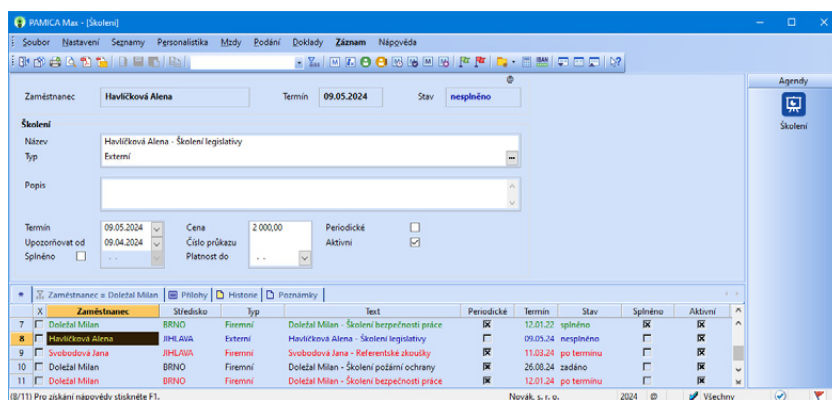 PAMICA Max - [Školení]
Soubor Nastavení Seznamy Personalistika Mzdy Podání Doklady Záznam Nápověda
@
Agendy
Zaměstnanec Havlíčková Alena Termín 09.05.2024 Stav nesplněno
Školení
Školení
Název Havlíčková Alena - Školení legislativy
Typ Externí ...
Popis
Termín 09.05.2024 Cena 2 000,00 Periodické
Upozorňovat od 09.04.2024 Číslo průkazu Aktivní
Splněno . . Platnost do . .
* Zaměstnanec = Doležal Milan Přílohy Historie Poznámky
X Zaměstnanec Středisko Typ Text Periodické Termín Stav Splněno Aktivní
7 Doležal Milan BRNO Firemní Doležal Milan - Školení bezpečnosti práce 12.01.22 splněno
8 Havlíčková Alena JIHLAVA Externí Havlíčková Alena - Školení legislativy 09.05.24 nesplněno
9 Svobodová Jana JIHLAVA Firemní Svobodová Jana - Referentské zkoušky 11.03.24 po termínu
10 Doležal Milan BRNO Firemní Doležal Milan - Školení požární ochrany 26.08.24 zadáno
11 Doležal Milan BRNO Firemní Doležal Milan - Školení bezpečnosti práce 12.01.24 po termínu
(8/11) Pro získání nápovědy stiskněte F1. Novák, s. r. o. 2024 @ Všechny